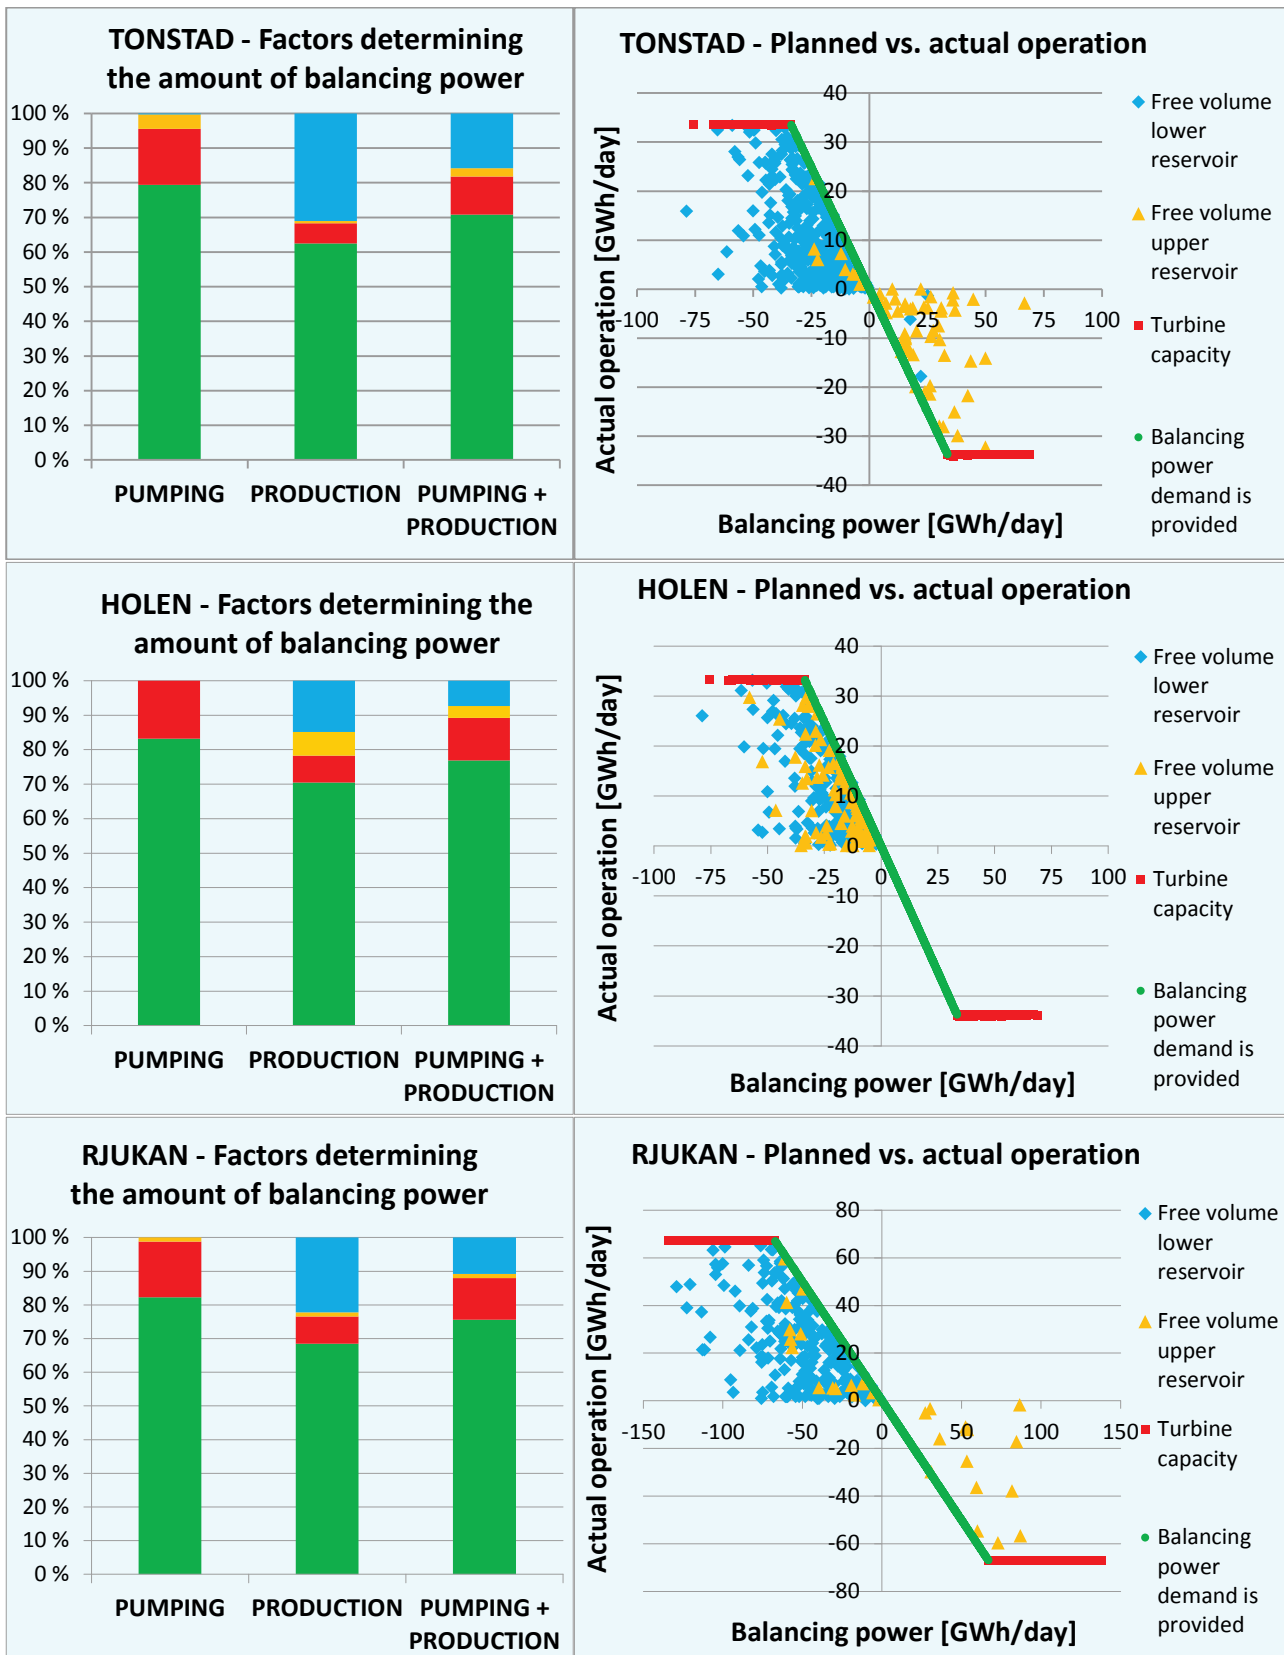 TONSTAD - Factors determining
the amount of balancing power
100 %
90 %
80 %
70 %
60 %
50 %
40 %
30 %
20 %
10 %
0 %
PUMPING
PRODUCTION
PUMPING +
PRODUCTION
TONSTAD - Planned vs. actual operation
Actual operation [GWh/day]
40
30
20
10
0
-10
-20
-30
-40
-100
-75
-50
-25
0
25
50
75
100
Balancing power [GWh/day]
Free volume
lower
reservoir
Free volume
upper
reservoir
Turbine
capacity
Balancing
power
demand is
provided
HOLEN - Factors determining the
amount of balancing power
100 %
90 %
80 %
70 %
60 %
50 %
40 %
30 %
20 %
10 %
0 %
PUMPING
PRODUCTION
PUMPING +
PRODUCTION
HOLEN - Planned vs. actual operation
Actual operation [GWh/day]
40
30
20
10
0
-10
-20
-30
-40
-100
-75
-50
-25
0
25
50
75
100
Balancing power [GWh/day]
Free volume
lower
reservoir
Free volume
upper
reservoir
Turbine
capacity
Balancing
power
demand is
provided
RJUKAN - Factors determining
the amount of balancing power
100 %
90 %
80 %
70 %
60 %
50 %
40 %
30 %
20 %
10 %
0 %
PUMPING
PRODUCTION
PUMPING +
PRODUCTION
RJUKAN - Planned vs. actual operation
Actual operation [GWh/day]
80
60
40
20
0
-20
-40
-60
-80
-150
-100
-50
0
50
100
150
Balancing power [GWh/day]
Free volume
lower
reservoir
Free volume
upper
reservoir
Turbine
capacity
Balancing
power
demand is
provided